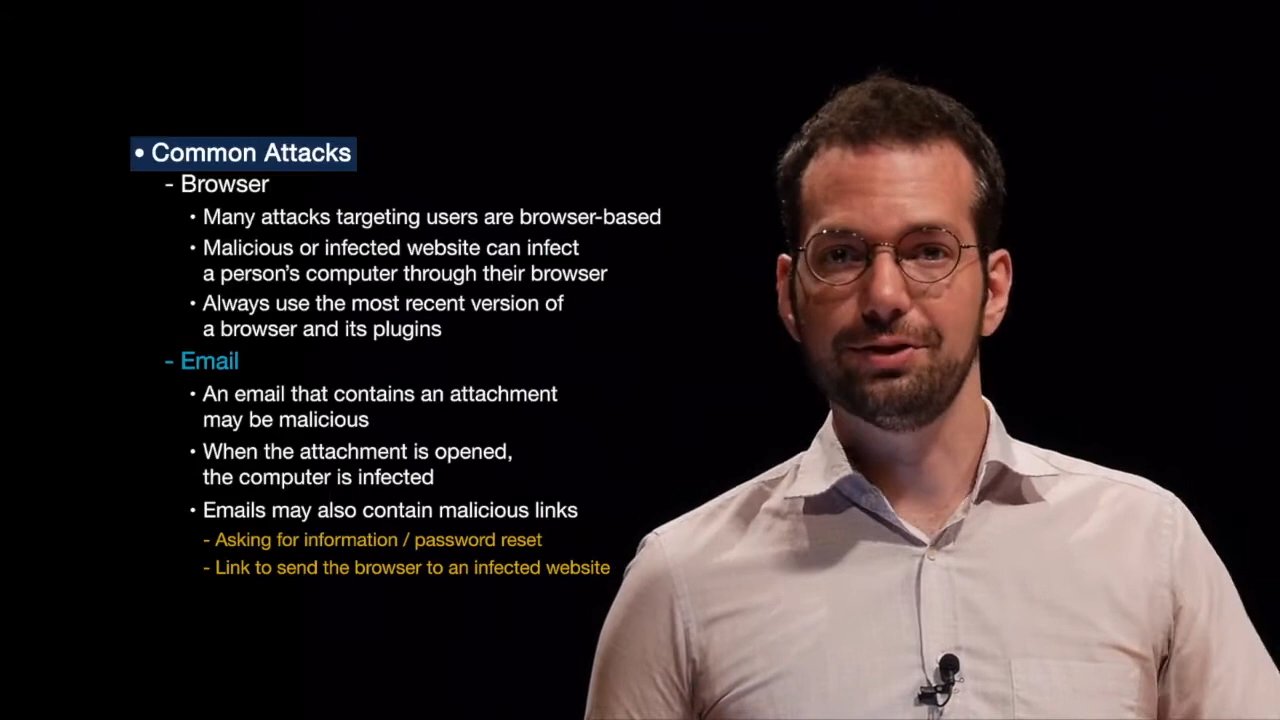 • Common Attacks
- Browser
• Many attacks targeting users are browser-based
• Malicious or infected website can infect
a person's computer through their browser
• Always use the most recent version of
a browser and its plugins
- Email
• An email that contains an attachment
may be malicious
• When the attachment is opened,
the computer is infected
• Emails may also contain malicious links
- Asking for information / password reset
- Link to send the browser to an infected website